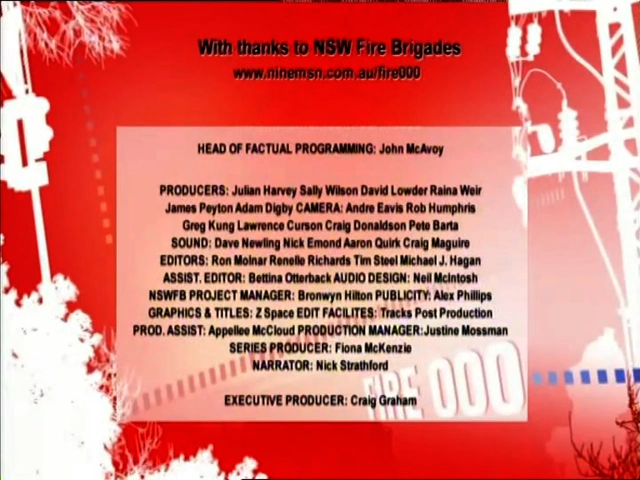 With thanks to NSW Fire Brigades
www.ninemsn.com.au/fire000
HEAD OF FACTUAL PROGRAMMING: John McAvoy
PRODUCERS: Julian Harvey Sally Wilson David Lowder Raina Weir
James Peyton Adam Digby CAMERA: Andre Eavis Rob Humphris
Greg Kung Lawrence Curson Craig Donaldson Pete Barta
SOUND: Dave Newling Nick Emond Aaron Quirk Craig Maguire
EDITORS: Ron Molnar Renelle Richards Tim Steel Michael J. Hagan
ASSIST. EDITOR: Bettina Otterback AUDIO DESIGN: Neil McIntosh
NSWFB PROJECT MANAGER: Bronwyn Hilton PUBLICITY: Alex Phillips
GRAPHICS & TITLES: Z Space EDIT FACILITES: Tracks Post Production
PROD. ASSIST: Appellee McCloud PRODUCTION MANAGER:Justine Mossman
SERIES PRODUCER: Fiona McKenzie
NARRATOR: Nick Strathford
FIRE 000
EXECUTIVE PRODUCER: Craig Graham